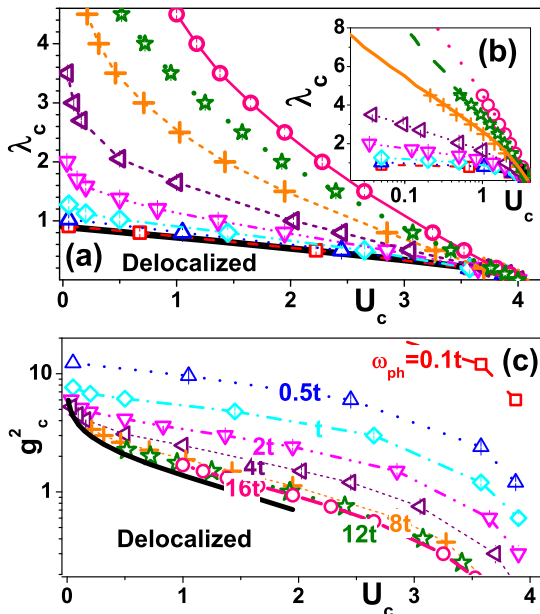 (b)
8
6
4
2
λc
0.1
1
Uc
4
3
2
1
λc
(a)
Delocalized
0
1
2
3
4
Uc
(c)
ωph=0.1t
10
1
g²c
0.5t
t
2t
4t
16t
8t
12t
Delocalized
0
1
2
3
4
Uc